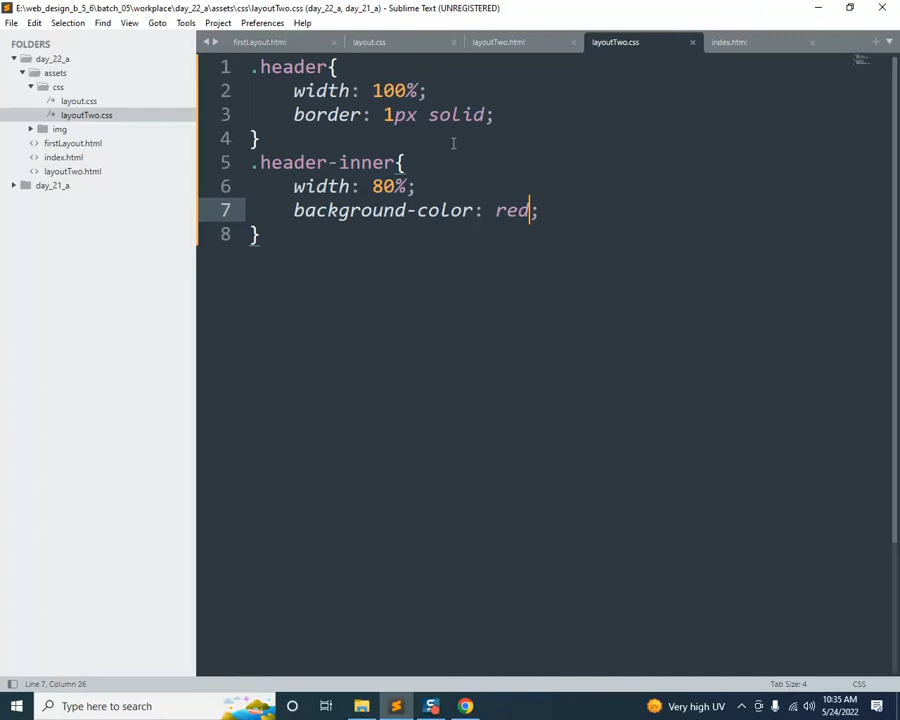 E:\web_design_b_5_6\batch_05\workplace\day_22_a\assets\css\layoutTwo.css (day_22_a, day_21_a) - Sublime Text (UNREGISTERED)
File Edit Selection Find View Goto Tools Project Preferences Help
FOLDERS
day_22_a
assets
css
/* layout.css
/* layoutTwo.css
img
<> firstLayout.html
<> index.html
<> layoutTwo.html
day_21_a
firstLayout.html layout.css layoutTwo.html layoutTwo.css index.html
1 .header{
2 width: 100%;
3 border: 1px solid;
4 }
5 .header-inner{
6 width: 80%;
7 background-color: red;
8 }
Line 7, Column 26 Tab Size: 4 CSS
Type here to search Very high UV 10:35 AM
5/24/2022